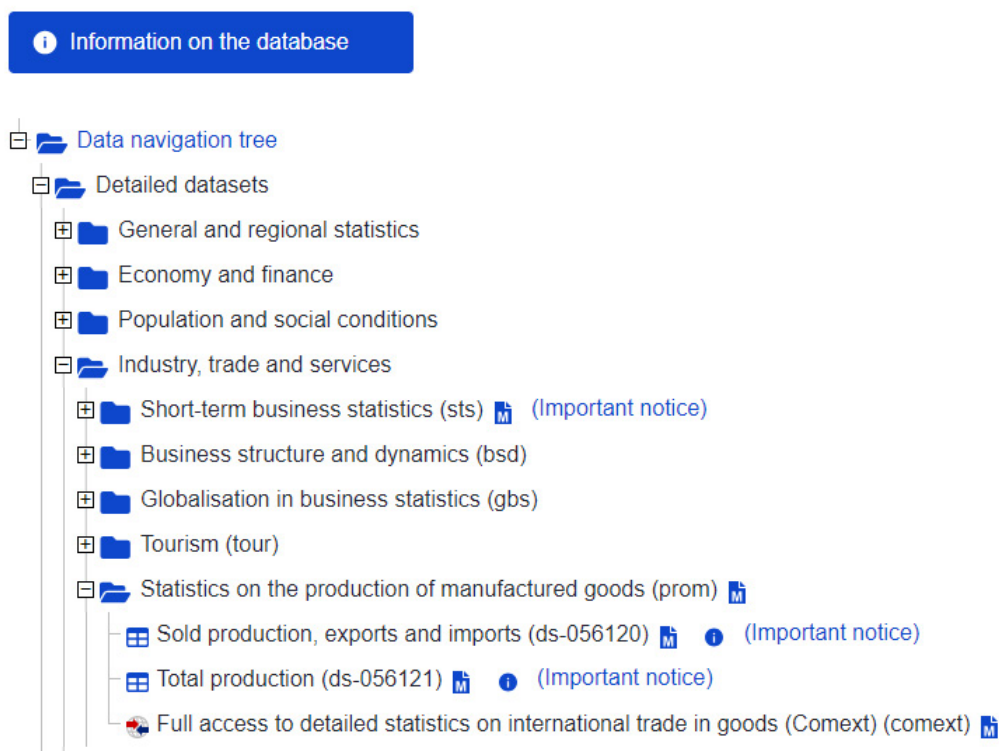 Information on the database
Data navigation tree
Detailed datasets
General and regional statistics
Economy and finance
Population and social conditions
Industry, trade and services
Short-term business statistics (sts) M (Important notice)
Business structure and dynamics (bsd)
Globalisation in business statistics (gbs)
Tourism (tour)
Statistics on the production of manufactured goods (prom) M
Sold production, exports and imports (ds-056120) M i (Important notice)
Total production (ds-056121) M i (Important notice)
Full access to detailed statistics on international trade in goods (Comext) (comext) M